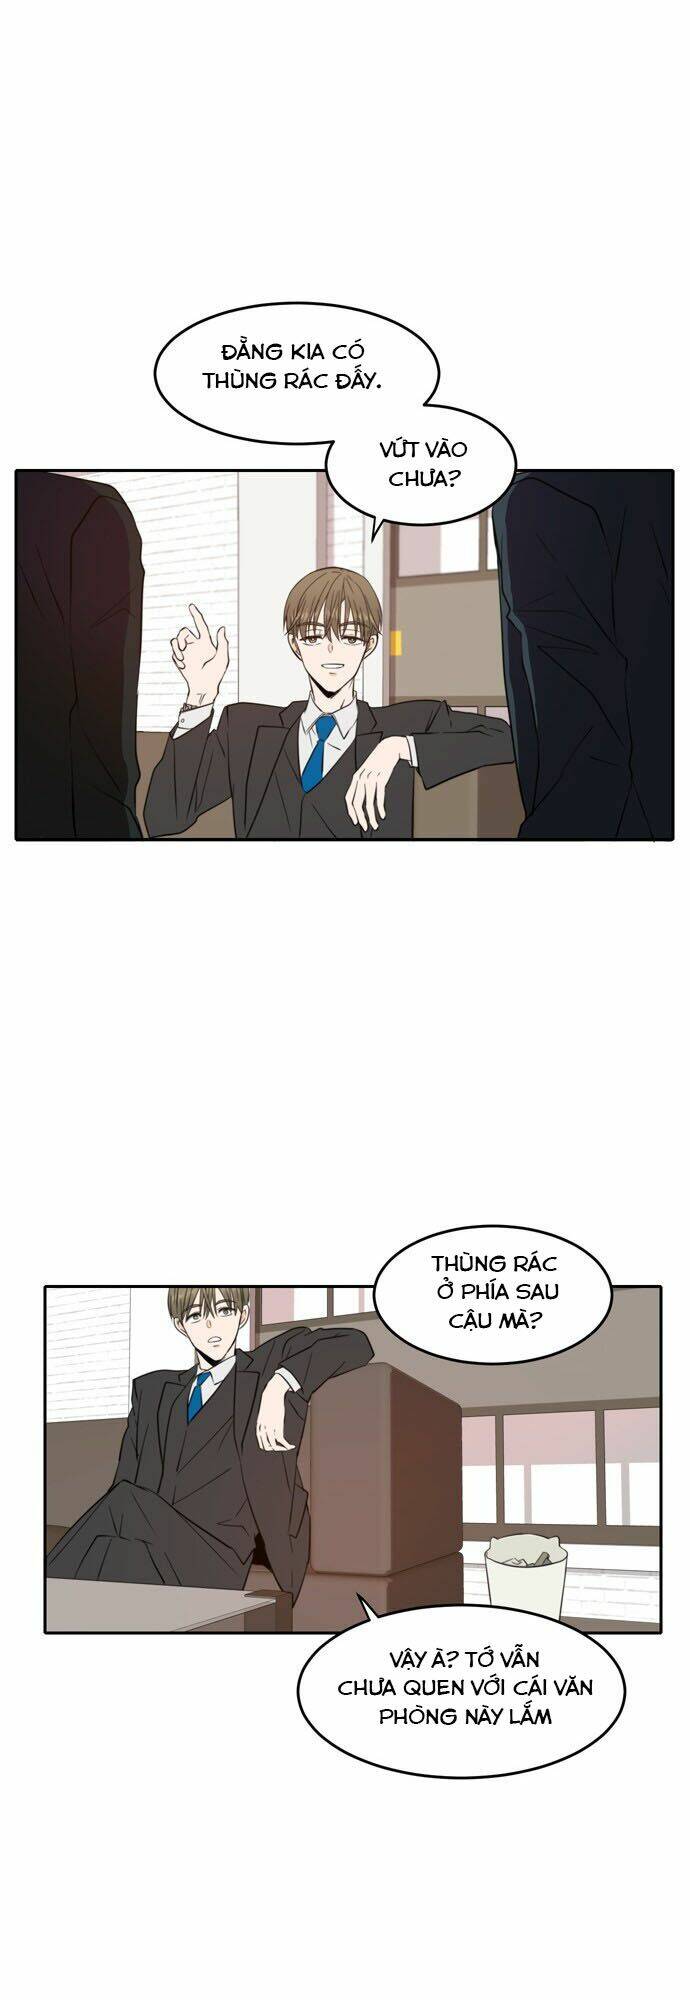 ĐẰNG KIA CÓ
THÙNG RÁC ĐẤY.
VỨT VÀO
CHƯA?
THÙNG RÁC
Ở PHÍA SAU
CẬU MÀ?
VẬY À? TỚ VẪN
CHƯA QUEN VỚI CÁI VĂN
PHÒNG NÀY LẮM